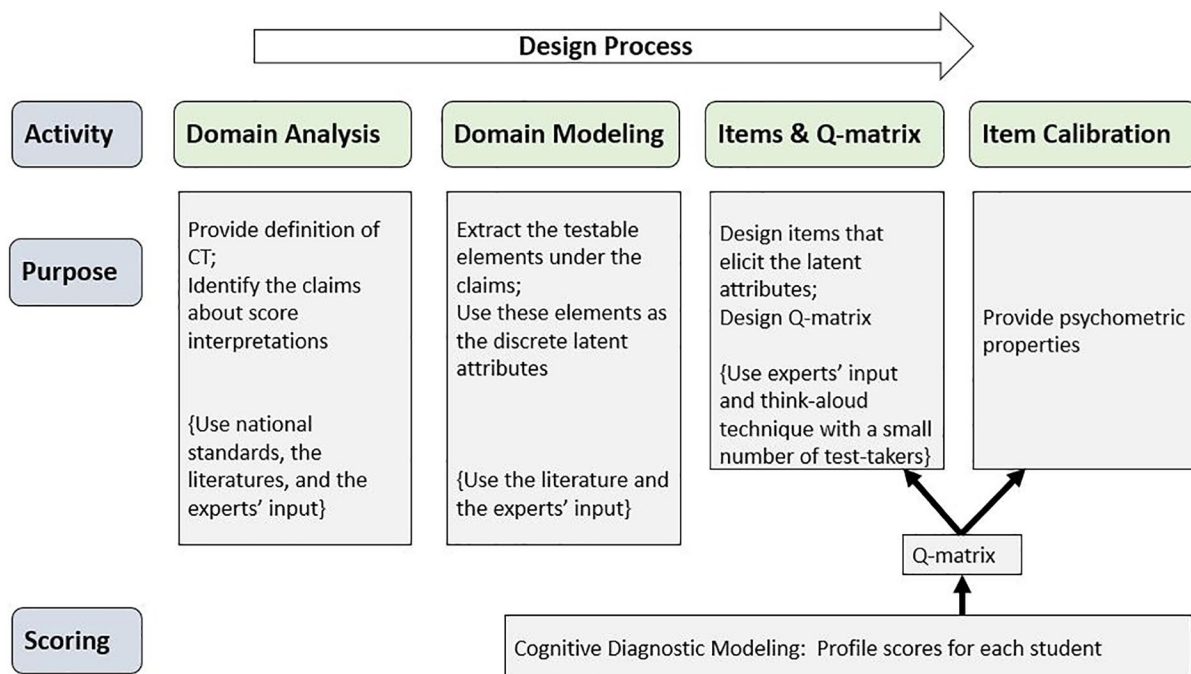 Design Process
Activity
Domain Analysis
Domain Modeling
Items & Q-matrix
Item Calibration
Purpose
Provide definition of
CT;
Identify the claims
about score
interpretations
{Use national
standards, the
literatures, and the
experts’ input}
Extract the testable
elements under the
claims;
Use these elements as
the discrete latent
attributes
{Use the literature and
the experts’ input}
Design items that
elicit the latent
attributes;
Design Q-matrix
{Use experts’ input
and think-aloud
technique with a small
number of test-takers}
Provide psychometric
properties
Q-matrix
Scoring
Cognitive Diagnostic Modeling: Profile scores for each student